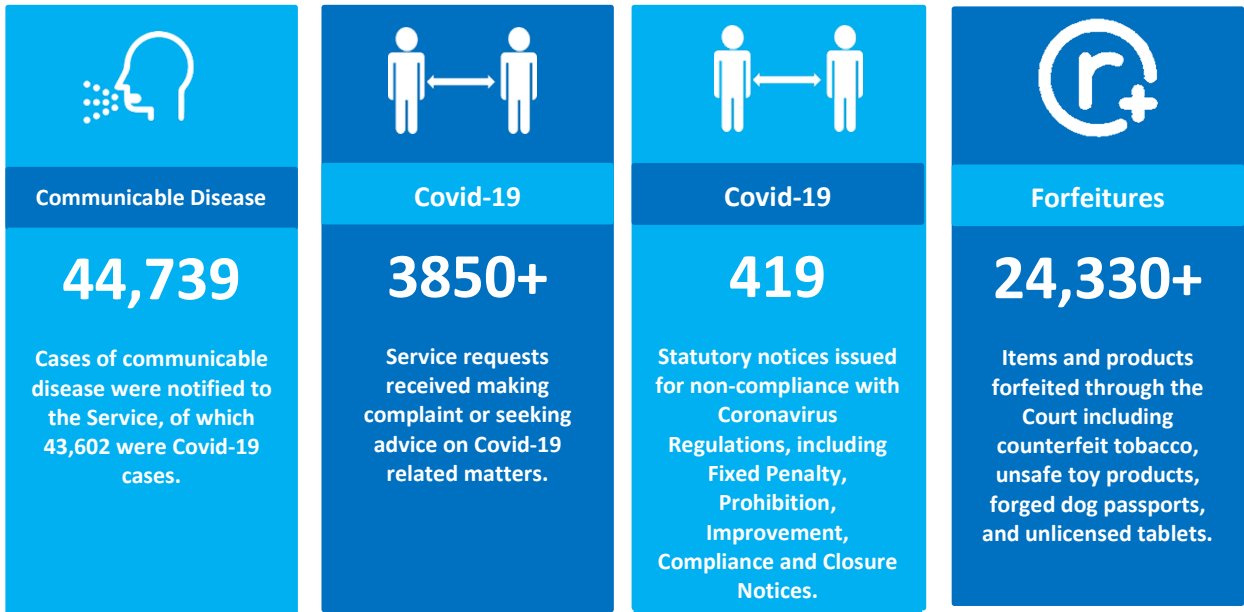 Communicable Disease
44,739
Cases of communicable
disease were notified to
the Service, of which
43,602 were Covid-19
cases.
Covid-19
3850+
Service requests
received making
complaint or seeking
advice on Covid-19
related matters.
Covid-19
419
Statutory notices issued
for non-compliance with
Coronavirus
Regulations, including
Fixed Penalty,
Prohibition,
Improvement,
Compliance and Closure
Notices.
r+
Forfeitures
24,330+
Items and products
forfeited through the
Court including
counterfeit tobacco,
unsafe toy products,
forged dog passports,
and unlicensed tablets.